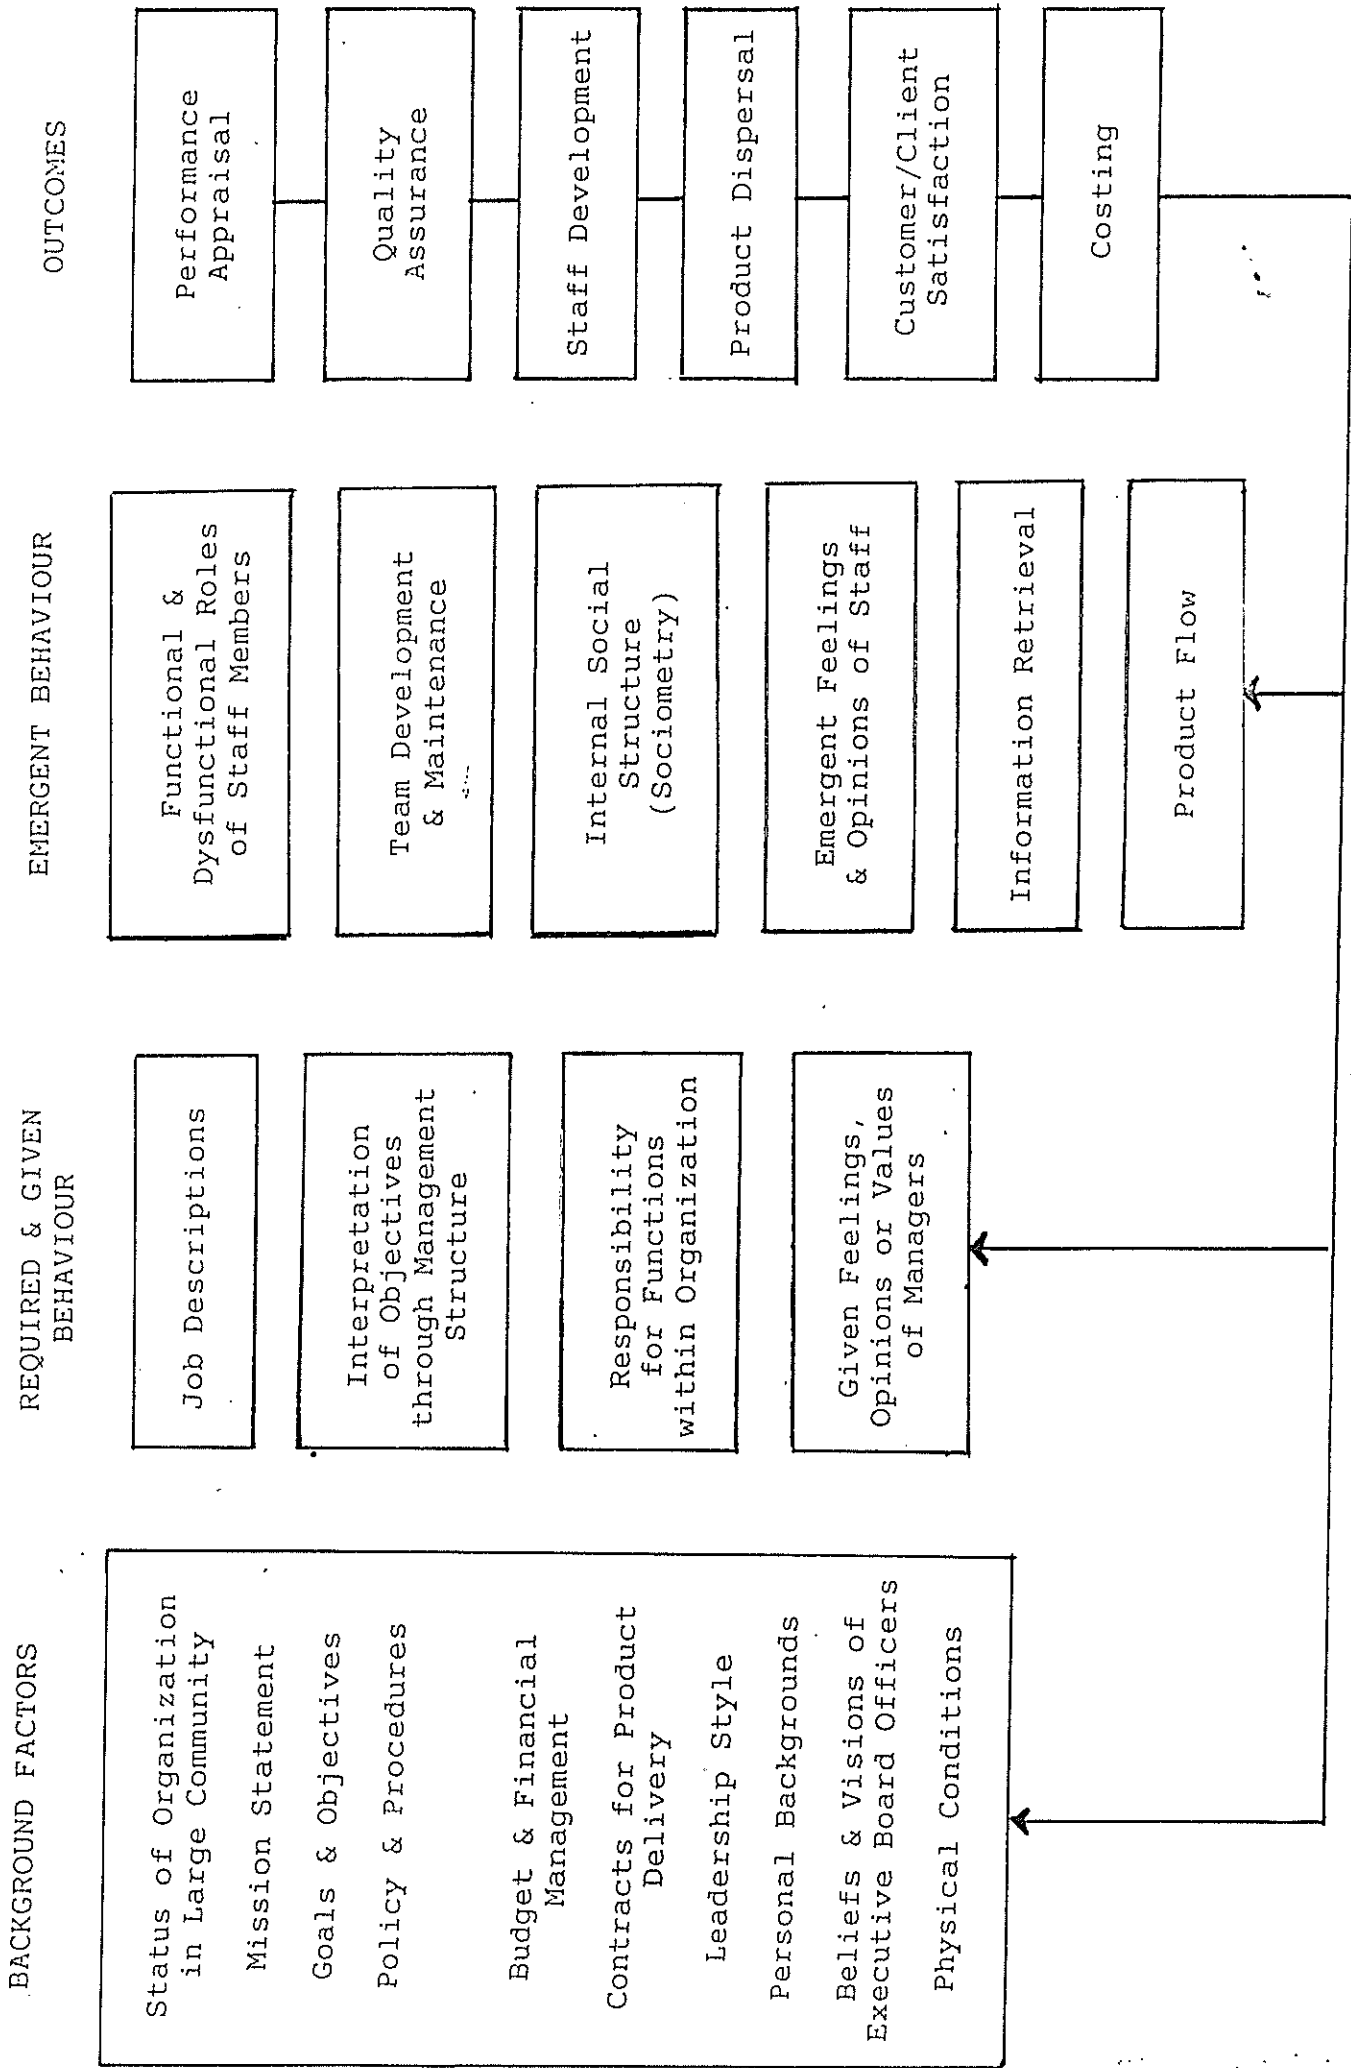 BACKGROUND FACTORS
Status of Organization
in Large Community
Mission Statement
Goals & Objectives
Policy & Procedures
Budget & Financial
Management
Contracts for Product
Delivery
Leadership Style
Personal Backgrounds
Beliefs & Visions of
Executive Board Officers
Physical Conditions
REQUIRED & GIVEN
BEHAVIOUR
Job Descriptions
Interpretation
of Objectives
through Management
Structure
Responsibility
for Functions
within Organization
Given Feelings,
Opinions or Values
of Managers
EMERGENT BEHAVIOUR
Functional &
Dysfunctional Roles
of Staff Members
Team Development
& Maintenance
Internal Social
Structure
(Sociometry)
Emergent Feelings
& Opinions of Staff
Information Retrieval
Product Flow
OUTCOMES
Performance
Appraisal
Quality
Assurance
Staff Development
Product Dispersal
Customer/Client
Satisfaction
Costing